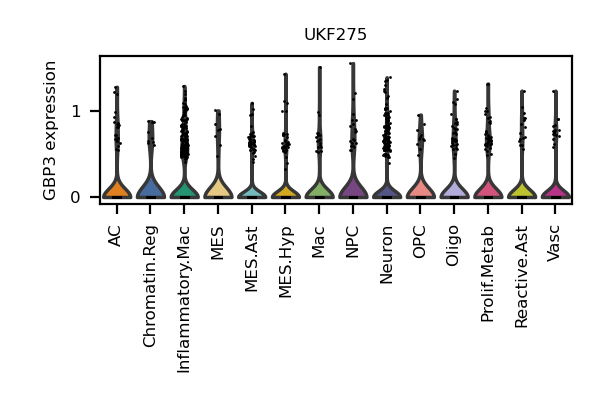 UKF275
GBP3 expression
1
0
AC
Chromatin.Reg
Inflammatory.Mac
MES
MES.Ast
MES.Hyp
Mac
NPC
Neuron
OPC
Oligo
Prolif.Metab
Reactive.Ast
Vasc